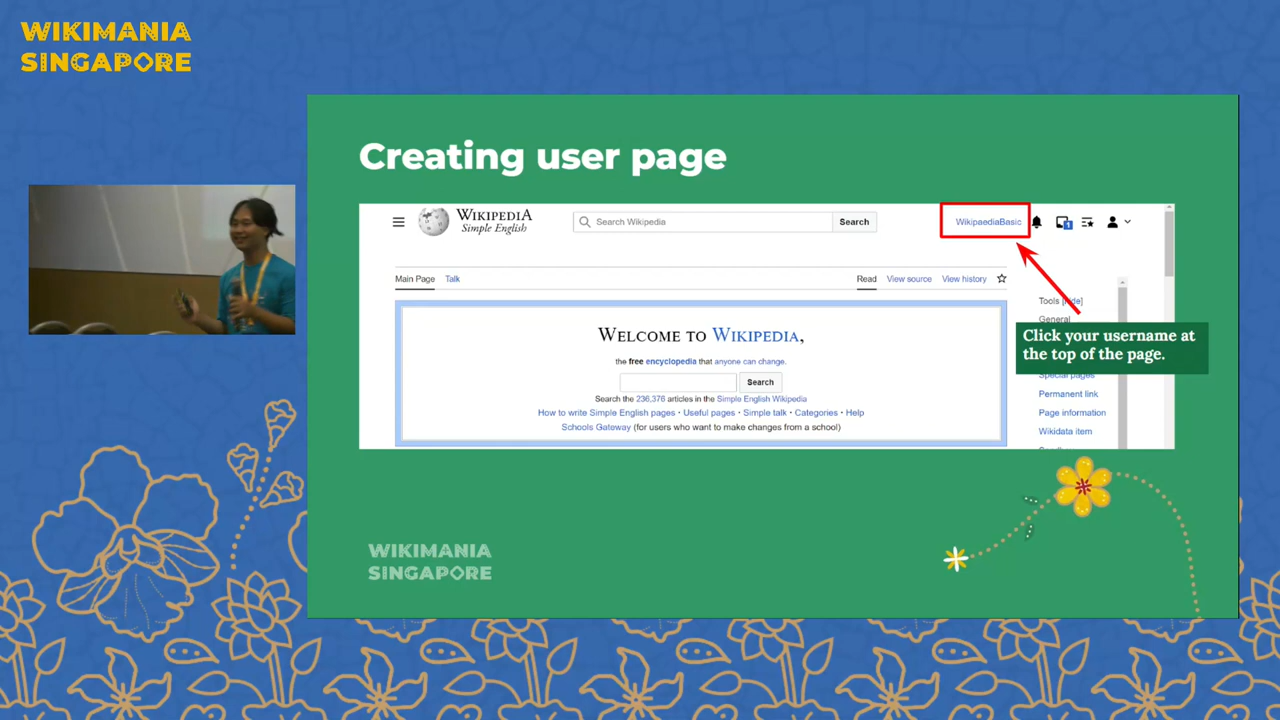 WIKIMANIA
SINGAPORE
Creating user page
WIKIPEDIA
Simple English
Search Wikipedia
Search
WikipaediaBasic
1
Main Page
Talk
Read
View source
View history
Tools [hide]
General
Click your username at
the top of the page.
Special pages
Permanent link
Page information
Wikidata item
WELCOME TO WIKIPEDIA,
the free encyclopedia that anyone can change.
Search
Search the 236,376 articles in the Simple English Wikipedia
How to write Simple English pages • Useful pages • Simple talk • Categories • Help
Schools Gateway (for users who want to make changes from a school)
WIKIMANIA
SINGAPORE